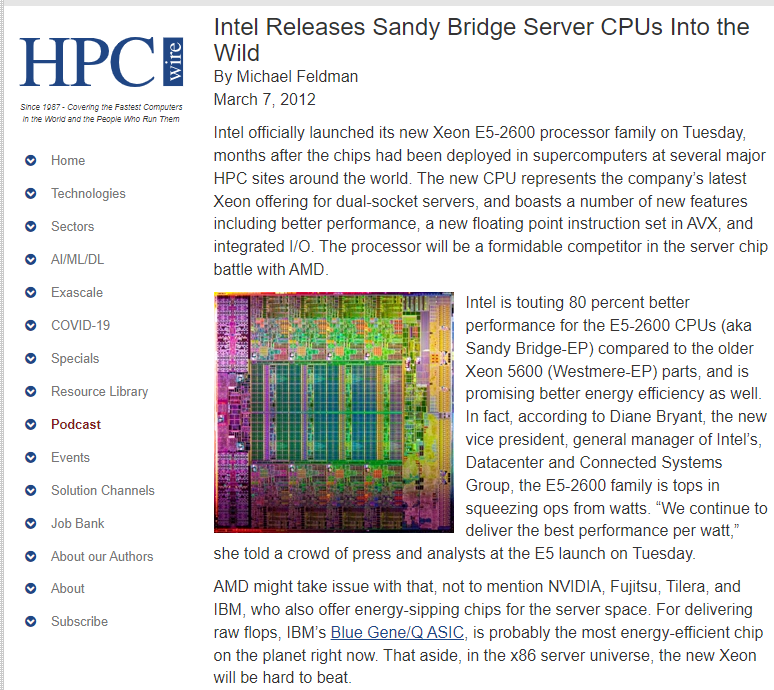 HPC
wire
Since 1987 - Covering the Fastest Computers
in the World and the People Who Run Them
Home
Technologies
Sectors
AI/ML/DL
Exascale
COVID-19
Specials
Resource Library
Podcast
Events
Solution Channels
Job Bank
About our Authors
About
Subscribe
Intel Releases Sandy Bridge Server CPUs Into the
Wild
By Michael Feldman
March 7, 2012
Intel officially launched its new Xeon E5-2600 processor family on Tuesday,
months after the chips had been deployed in supercomputers at several major
HPC sites around the world. The new CPU represents the company’s latest
Xeon offering for dual-socket servers, and boasts a number of new features
including better performance, a new floating point instruction set in AVX, and
integrated I/O. The processor will be a formidable competitor in the server chip
battle with AMD.
Intel is touting 80 percent better
performance for the E5-2600 CPUs (aka
Sandy Bridge-EP) compared to the older
Xeon 5600 (Westmere-EP) parts, and is
promising better energy efficiency as well.
In fact, according to Diane Bryant, the new
vice president, general manager of Intel’s,
Datacenter and Connected Systems
Group, the E5-2600 family is tops in
squeezing ops from watts. “We continue to
deliver the best performance per watt,”
she told a crowd of press and analysts at the E5 launch on Tuesday.
AMD might take issue with that, not to mention NVIDIA, Fujitsu, Tilera, and
IBM, who also offer energy-sipping chips for the server space. For delivering
raw flops, IBM’s Blue Gene/Q ASIC, is probably the most energy-efficient chip
on the planet right now. That aside, in the x86 server universe, the new Xeon
will be hard to beat.